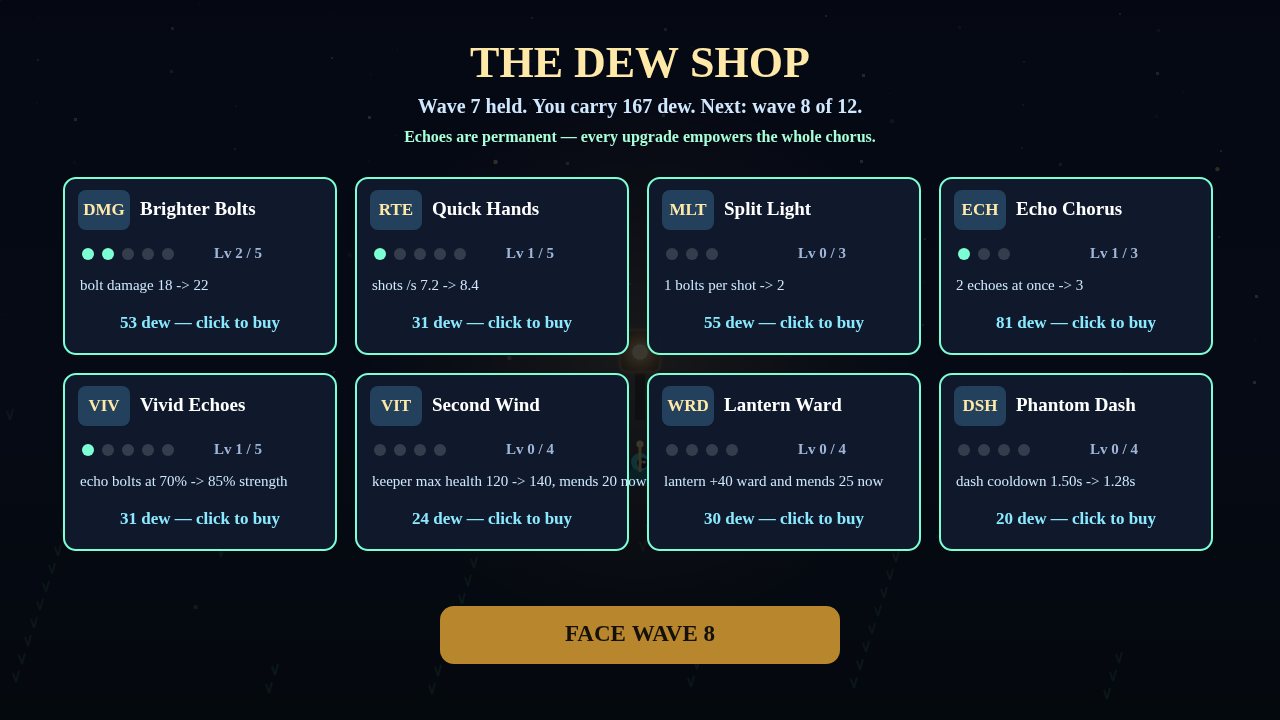 THE DEW SHOP
Wave 7 held. You carry 167 dew. Next: wave 8 of 12.
Echoes are permanent — every upgrade empowers the whole chorus.
DMG Brighter Bolts
Lv 2 / 5
bolt damage 18 -> 22
53 dew — click to buy
RTE Quick Hands
Lv 1 / 5
shots /s 7.2 -> 8.4
31 dew — click to buy
MLT Split Light
Lv 0 / 3
1 bolts per shot -> 2
55 dew — click to buy
ECH Echo Chorus
Lv 1 / 3
2 echoes at once -> 3
81 dew — click to buy
VIV Vivid Echoes
Lv 1 / 5
echo bolts at 70% -> 85% strength
31 dew — click to buy
VIT Second Wind
Lv 0 / 4
keeper max health 120 -> 140, mends 20 now
24 dew — click to buy
WRD Lantern Ward
Lv 0 / 4
lantern +40 ward and mends 25 now
30 dew — click to buy
DSH Phantom Dash
Lv 0 / 4
dash cooldown 1.50s -> 1.28s
20 dew — click to buy
FACE WAVE 8